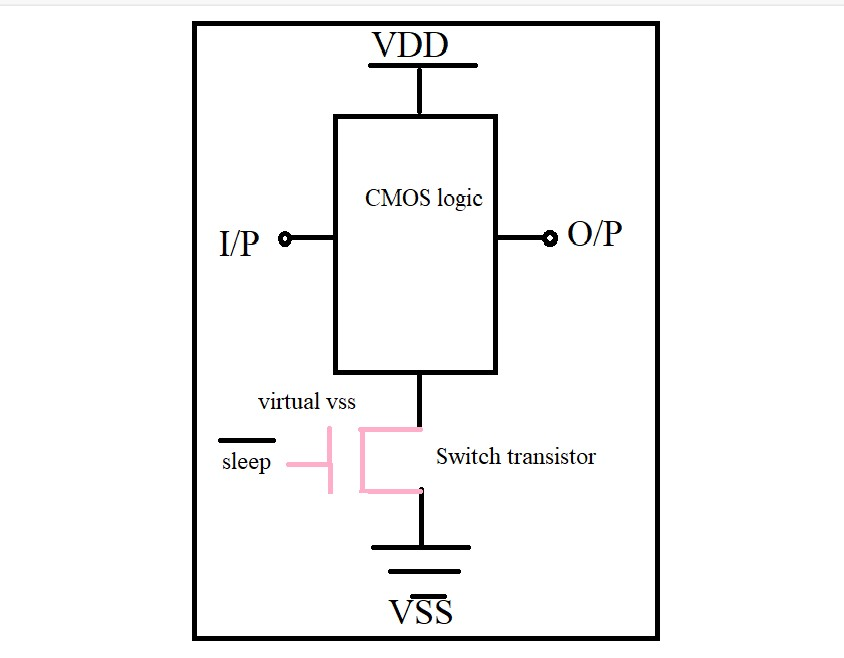 VDD
CMOS logic
I/P
O/P
virtual vss
sleep
Switch transistor
VSS